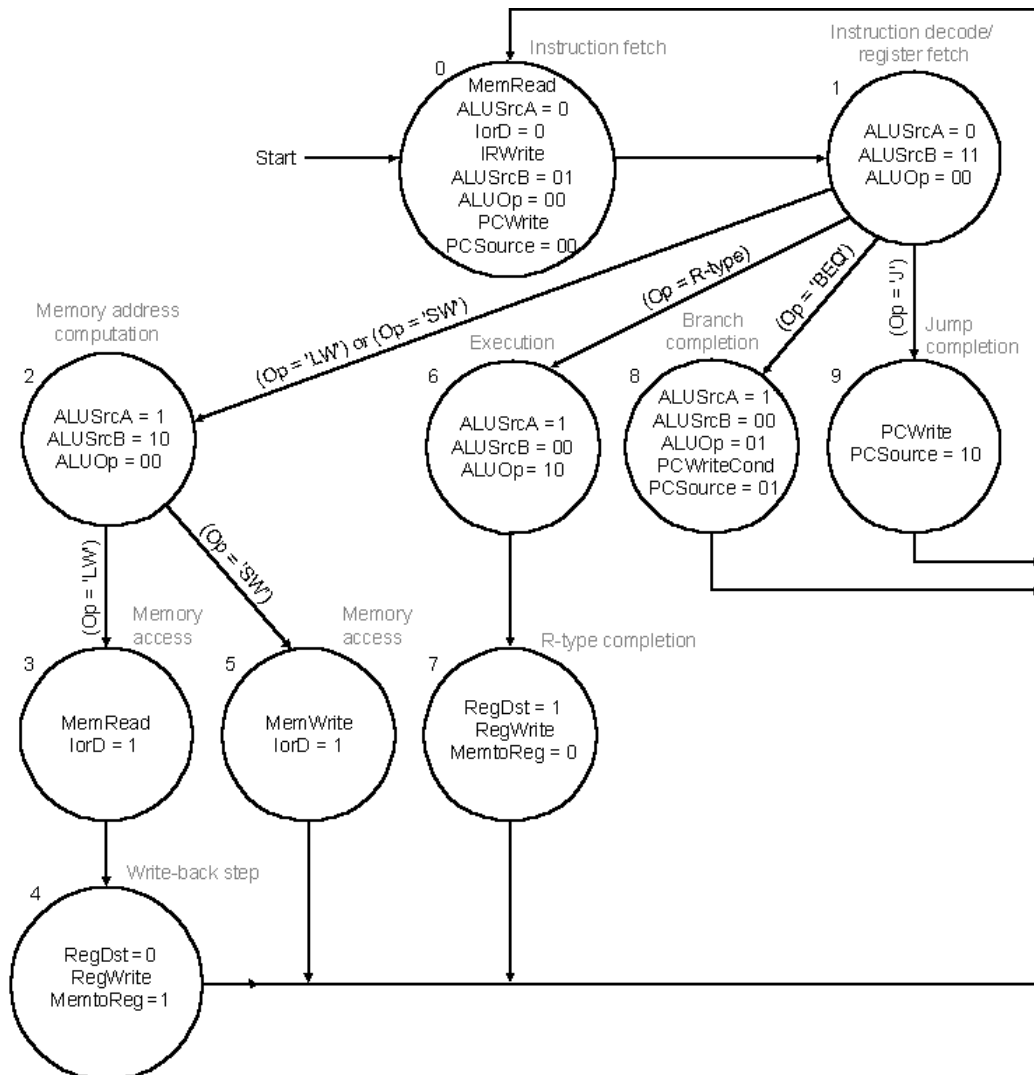 Instruction fetch
Instruction decode/
register fetch
0
MemRead
ALUSrcA = 0
IorD = 0
IRWrite
ALUSrcB = 01
ALUOp = 00
PCWrite
PCSource = 00
1
ALUSrcA = 0
ALUSrcB = 11
ALUOp = 00
Start
(Op = 'LW') or (Op = 'SW')
(Op = R-type)
(Op = 'BEQ')
(Op = 'J')
Memory address
computation
2
ALUSrcA = 1
ALUSrcB = 10
ALUOp = 00
Execution
6
ALUSrcA = 1
ALUSrcB = 00
ALUOp = 10
Branch
completion
8
ALUSrcA = 1
ALUSrcB = 00
ALUOp = 01
PCWriteCond
PCSource = 01
Jump
completion
9
PCWrite
PCSource = 10
(Op = 'LW')
(Op = 'SW')
Memory
access
3
MemRead
IorD = 1
Memory
access
5
MemWrite
IorD = 1
R-type completion
7
RegDst = 1
RegWrite
MemtoReg = 0
Write-back step
4
RegDst = 0
RegWrite
MemtoReg = 1